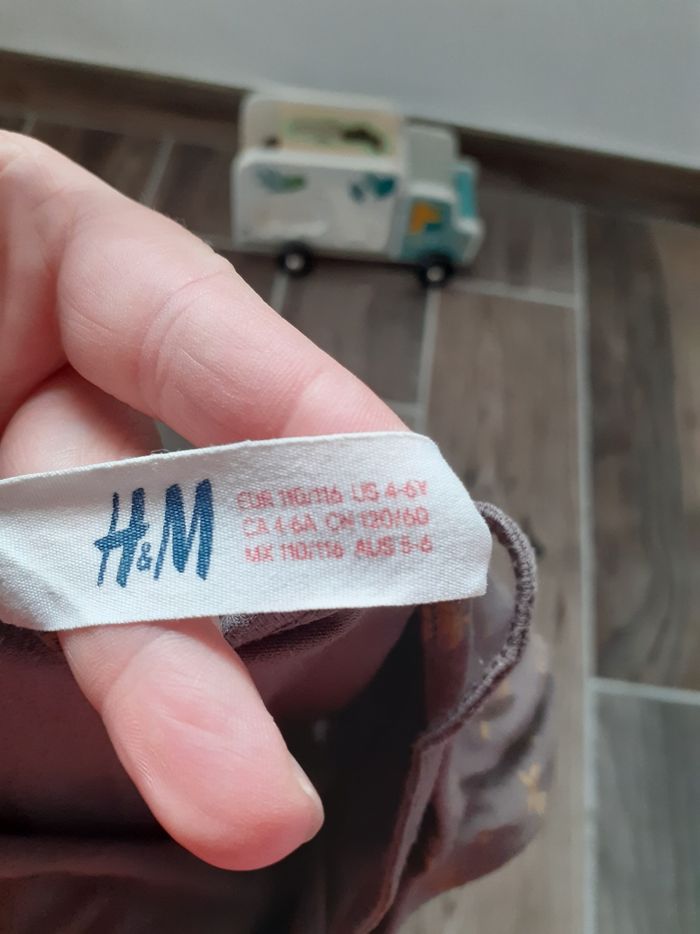 H&M
EUR 110/116 US 4-6Y
CA 4-6A CN 120/60
MX 110/116 AUS 5-6